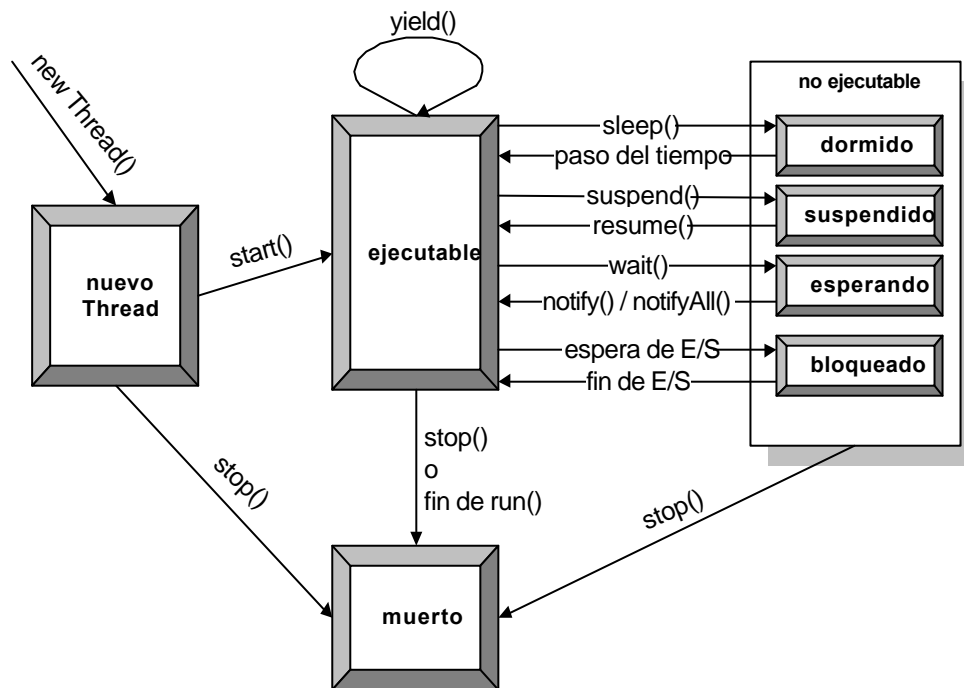 yield()
new Thread()
no ejecutable
sleep()
dormido
paso del tiempo
suspend()
suspendido
resume()
start()
ejecutable
wait()
esperando
nuevo
Thread
notify() / notifyAll()
espera de E/S
bloqueado
fin de E/S
stop()
stop()
o
fin de run()
stop()
muerto